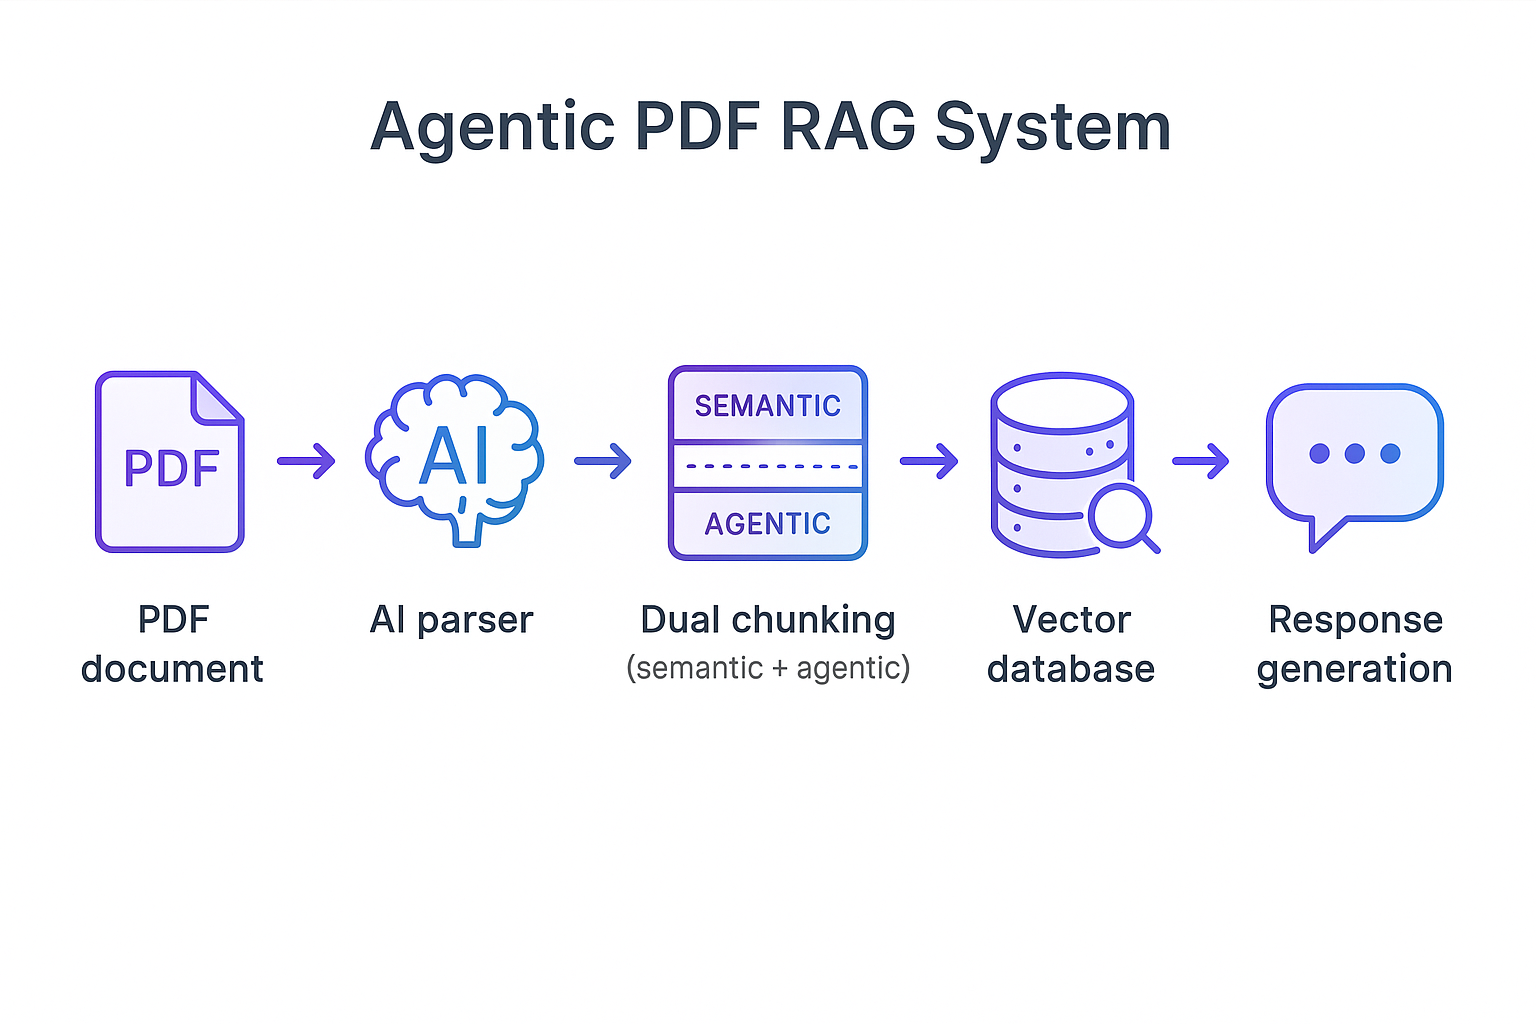 Agentic PDF RAG System
PDF
AI
SEMANTIC
AGENTIC
PDF
document
AI parser
Dual chunking
(semantic + agentic)
Vector
database
Response
generation